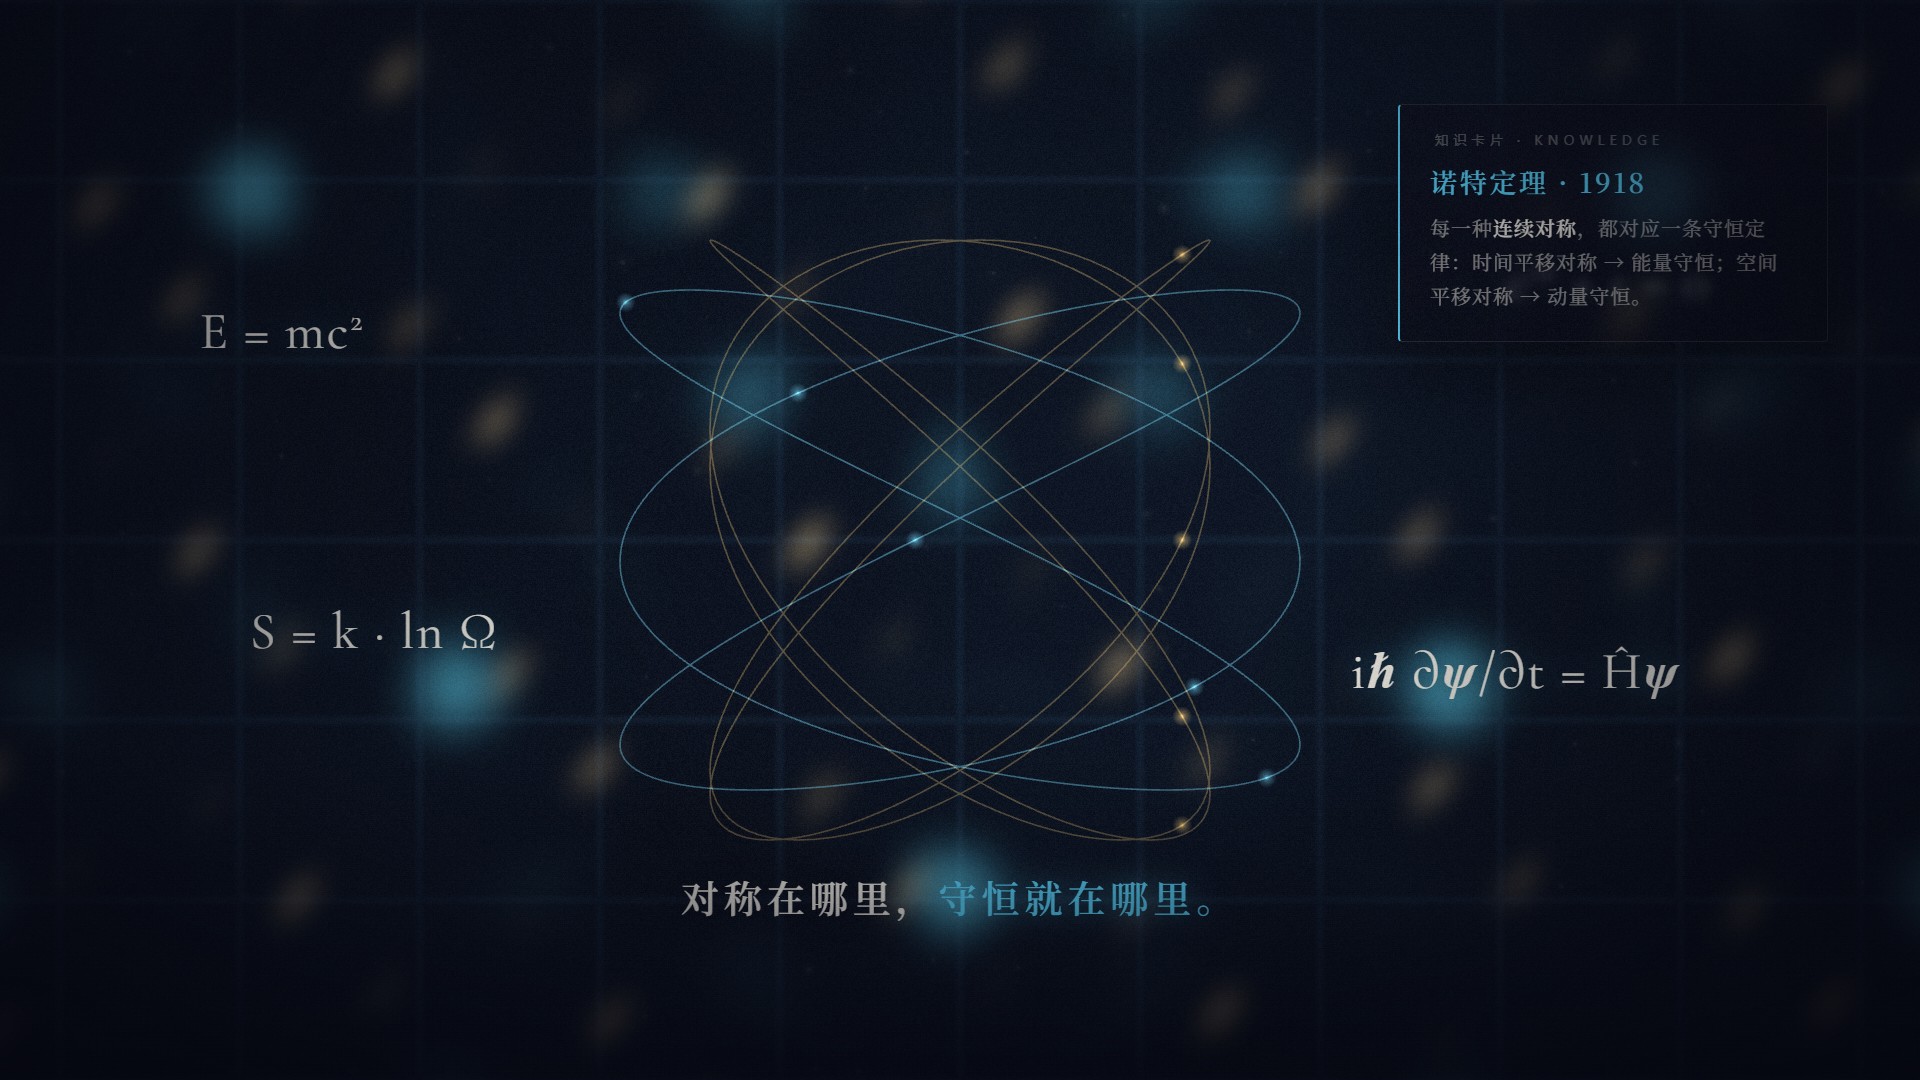 知识卡片 · KNOWLEDGE
诺特定理 · 1918
每一种连续对称，都对应一条守恒定
律：时间平移对称 → 能量守恒；空间
平移对称 → 动量守恒。
E = mc²
S = k · ln Ω
iℏ ∂ψ/∂t = Ĥψ
对称在哪里，守恒就在哪里。